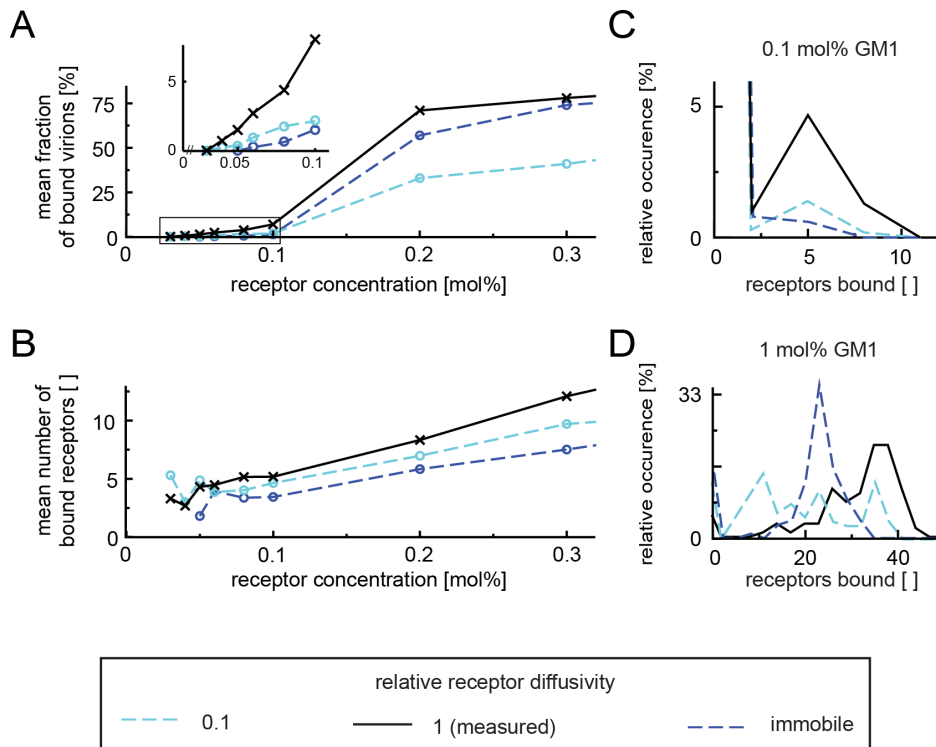 A
mean fraction
of bound virions [%]
75
50
25
0
5
0
0
0.05
0.1
0
0.1
0.2
0.3
receptor concentration [mol%]
B
mean number of
bound receptors [ ]
10
5
0
0
0.1
0.2
0.3
receptor concentration [mol%]
C
0.1 mol% GM1
relative occurence [%]
5
0
5
10
receptors bound [ ]
D
1 mol% GM1
relative occurence [%]
33
0
0
20
40
receptors bound [ ]
relative receptor diffusivity
0.1
1 (measured)
immobile